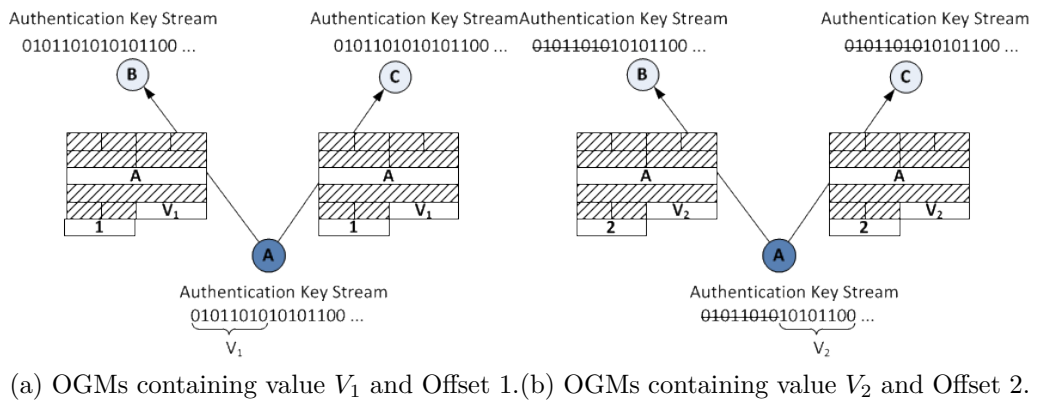 Authentication Key Stream Authentication Key Stream Authentication Key Stream Authentication Key Stream
0101101010101100 ... 0101101010101100 ... 0101101010101100 ... 0101101010101100 ...
B C B C
A A A A
V₁ V₁ V₂ V₂
1 1 2 2
A A
Authentication Key Stream Authentication Key Stream
0101101010101100 ... 0101101010101100 ...
V₁ V₂
(a) OGMs containing value V₁ and Offset 1. (b) OGMs containing value V₂ and Offset 2.